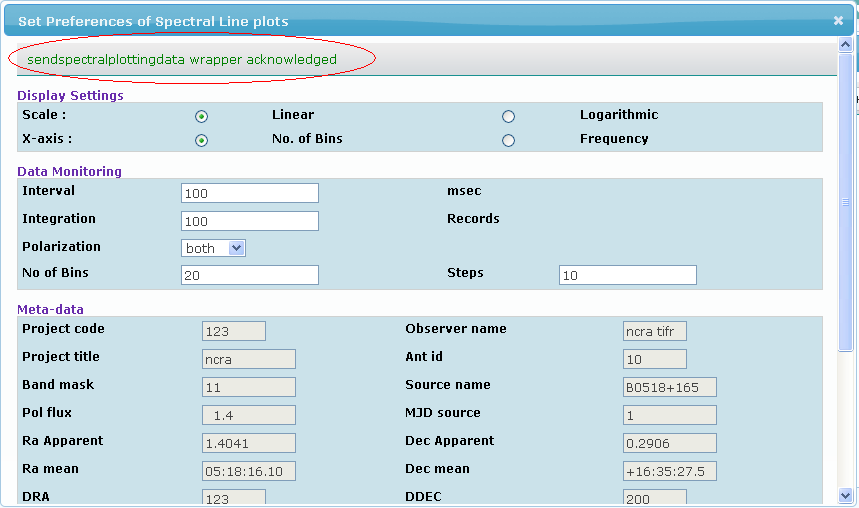 Set Preferences of Spectral Line plots
sendspectralplottingdata wrapper acknowledged
Display Settings
Scale : Linear Logarithmic
X-axis : No. of Bins Frequency
Data Monitoring
Interval 100 msec
Integration 100 Records
Polarization both
No of Bins 20 Steps 10
Meta-data
Project code 123 Observer name ncra tifr
Project title ncra Ant id 10
Band mask 11 Source name B0518+165
Pol flux 1.4 MJD source 1
Ra Apparent 1.4041 Dec Apparent 0.2906
Ra mean 05:18:16.10 Dec mean +16:35:27.5
DRA 123 DDEC 200